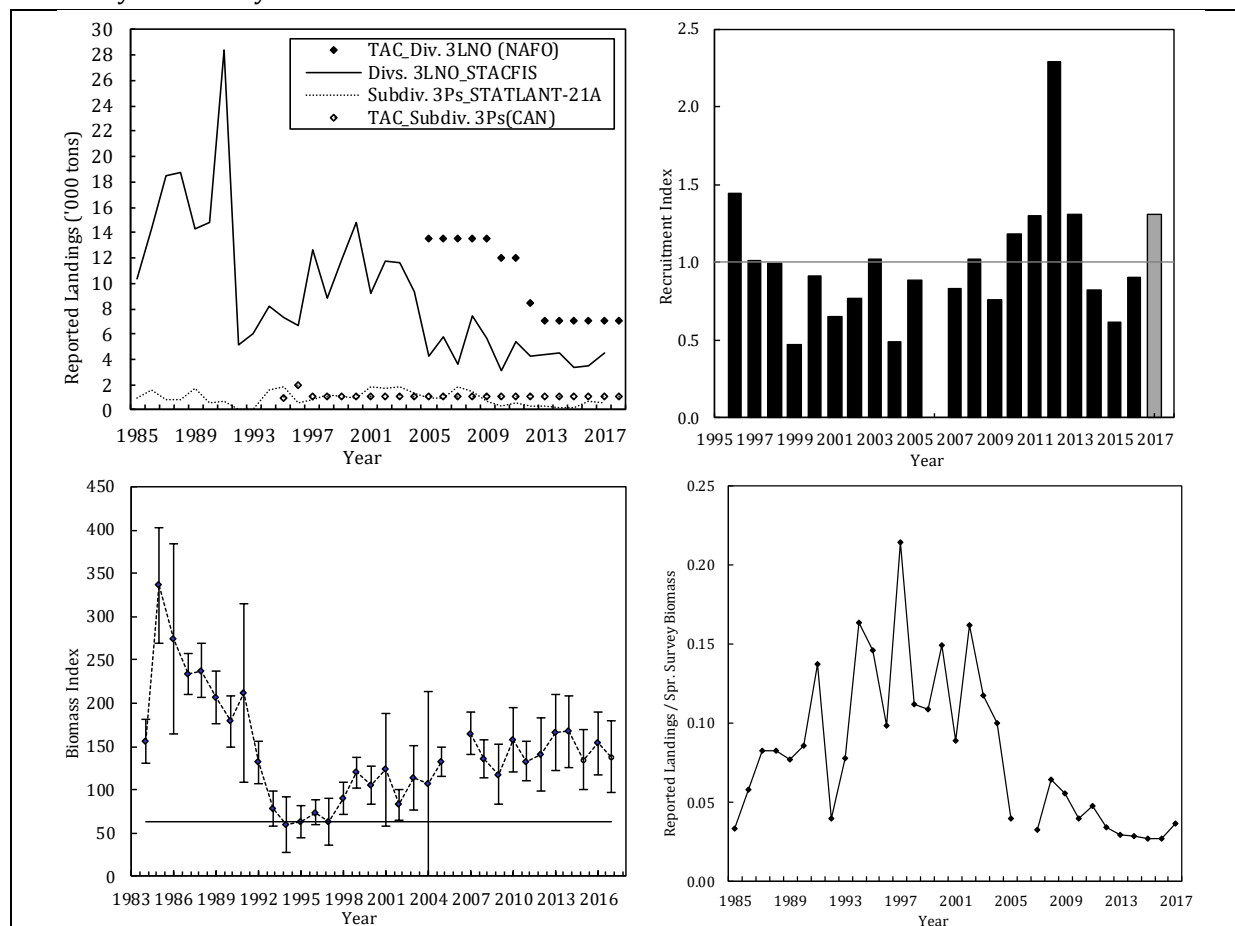 30
28
26
24
22
20
18
16
14
12
10
8
6
4
2
0
Reported Landings ('000 tons)
TAC_Div. 3LNO (NAFO)
Divs. 3LNO_STACFIS
Subdiv. 3Ps_STATLANT-21A
TAC_Subdiv. 3Ps(CAN)
1985 1989 1993 1997 2001 2005 2009 2013 2017
Year
2.5
2.0
1.5
1.0
0.5
0.0
Recruitment Index
1995 1997 1999 2001 2003 2005 2007 2009 2011 2013 2015 2017
Year
450
400
350
300
250
200
150
100
50
0
Biomass Index
1983 1986 1989 1992 1995 1998 2001 2004 2007 2010 2013 2016
Year
0.25
0.20
0.15
0.10
0.05
0.00
Reported Landings / Spr. Survey Biomass
1985 1989 1993 1997 2001 2005 2009 2013 2017
Year